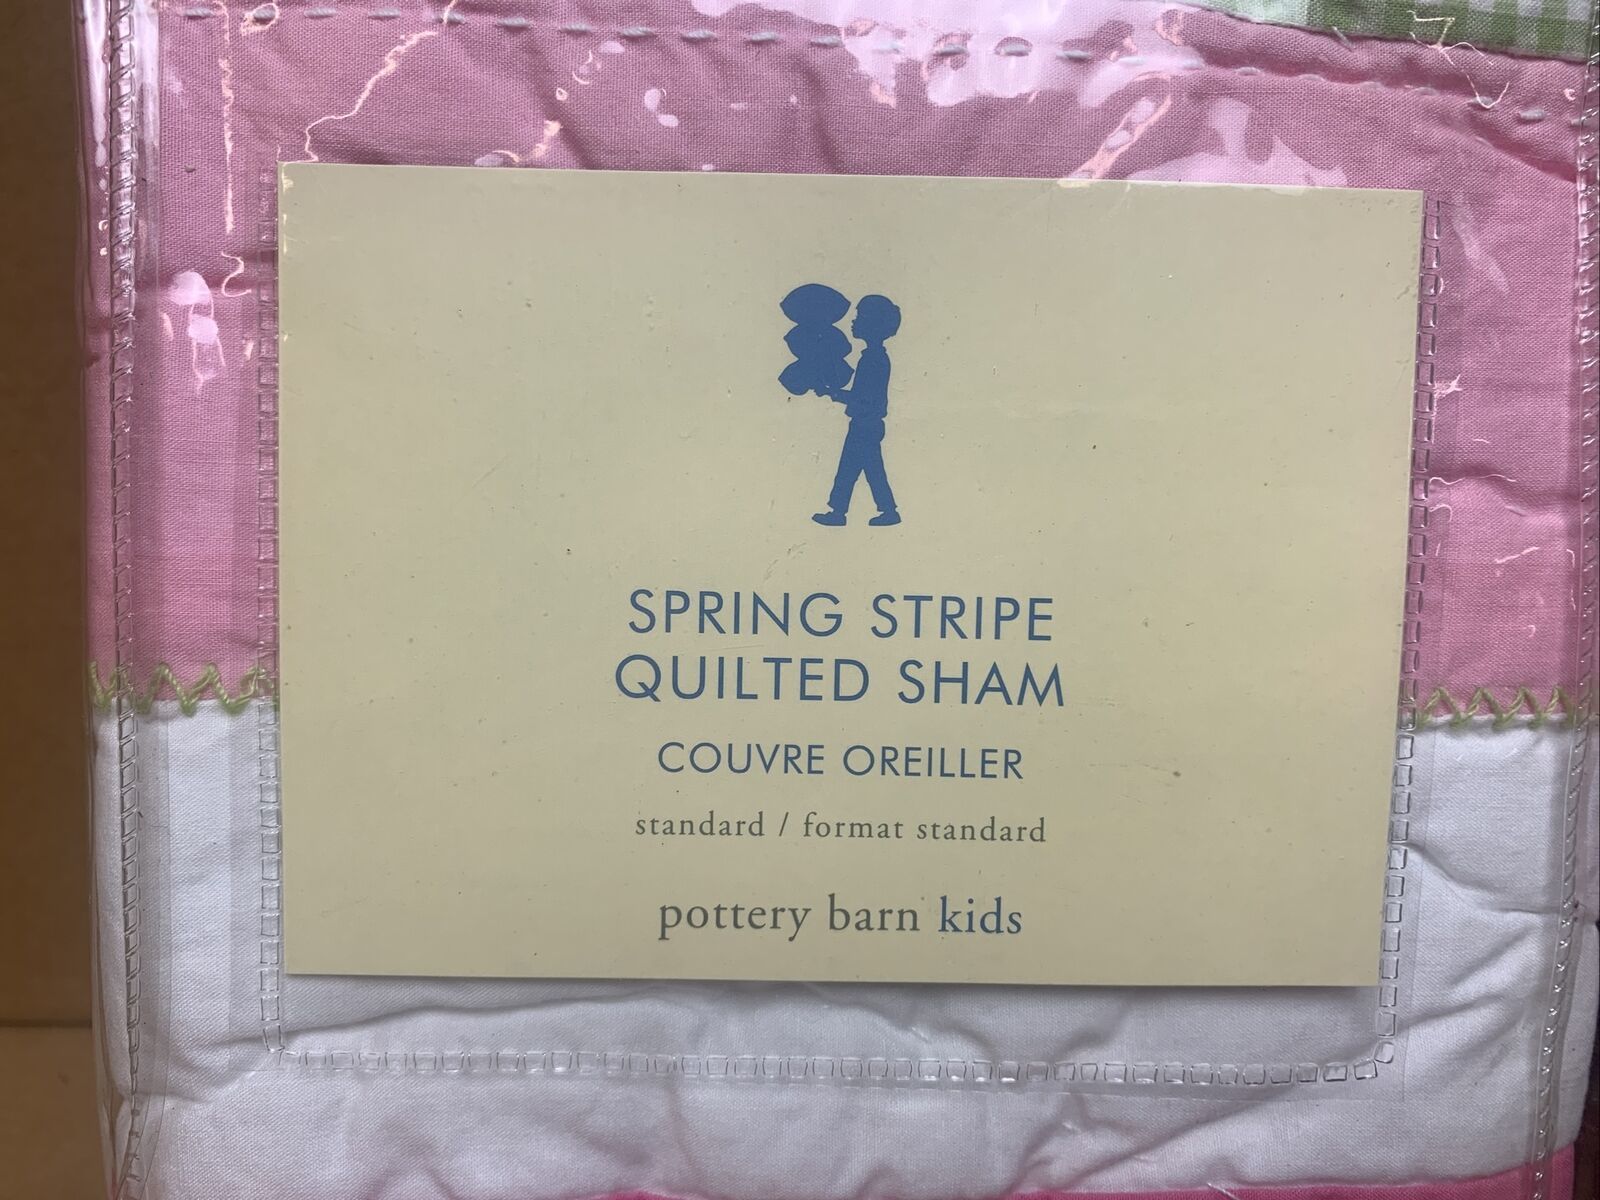 SPRING STRIPE
QUILTED SHAM
COUVRE OREILLER
standard / format standard
pottery barn kids